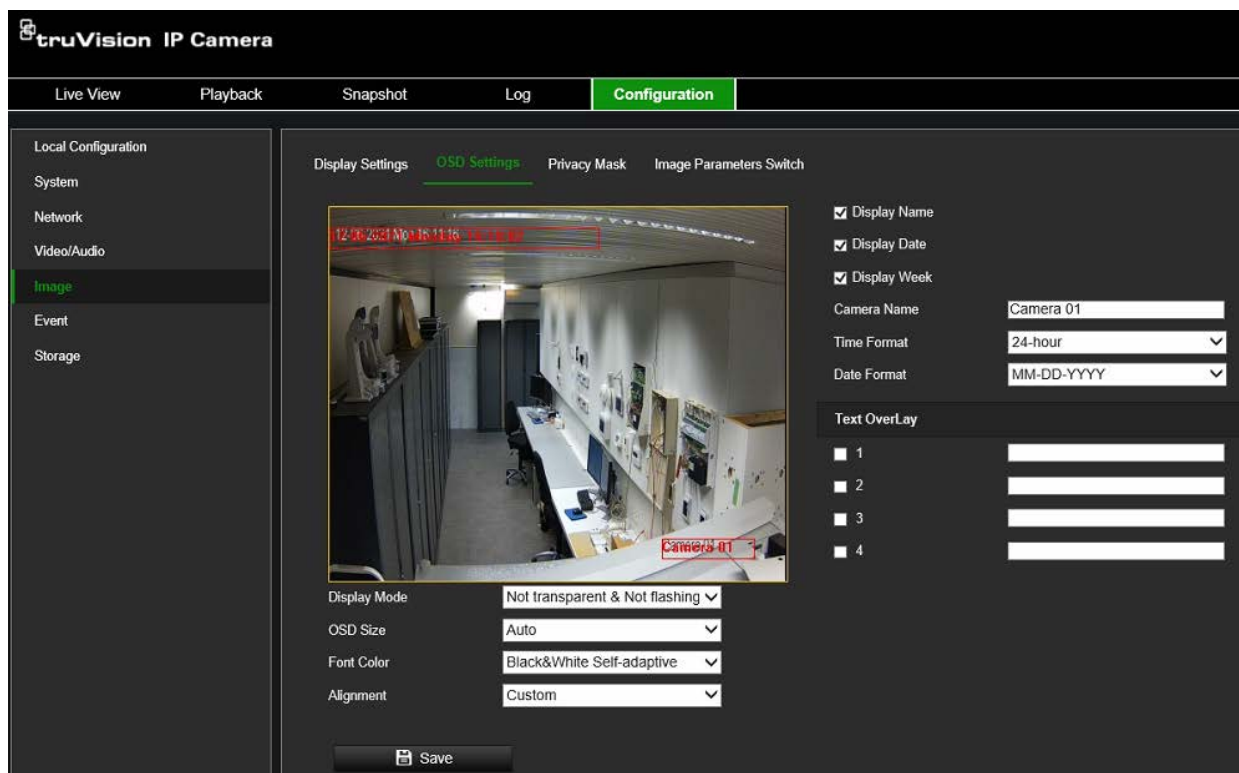 truVision IP Camera
Live View Playback Snapshot Log Configuration
Local Configuration
System
Network
Video/Audio
Image
Event
Storage
Display Settings OSD Settings Privacy Mask Image Parameters Switch
Camera 01
Display Mode Not transparent & Not flashing
OSD Size Auto
Font Color Black&White Self-adaptive
Alignment Custom
Save
Display Name
Display Date
Display Week
Camera Name Camera 01
Time Format 24-hour
Date Format MM-DD-YYYY
Text OverLay
1
2
3
4